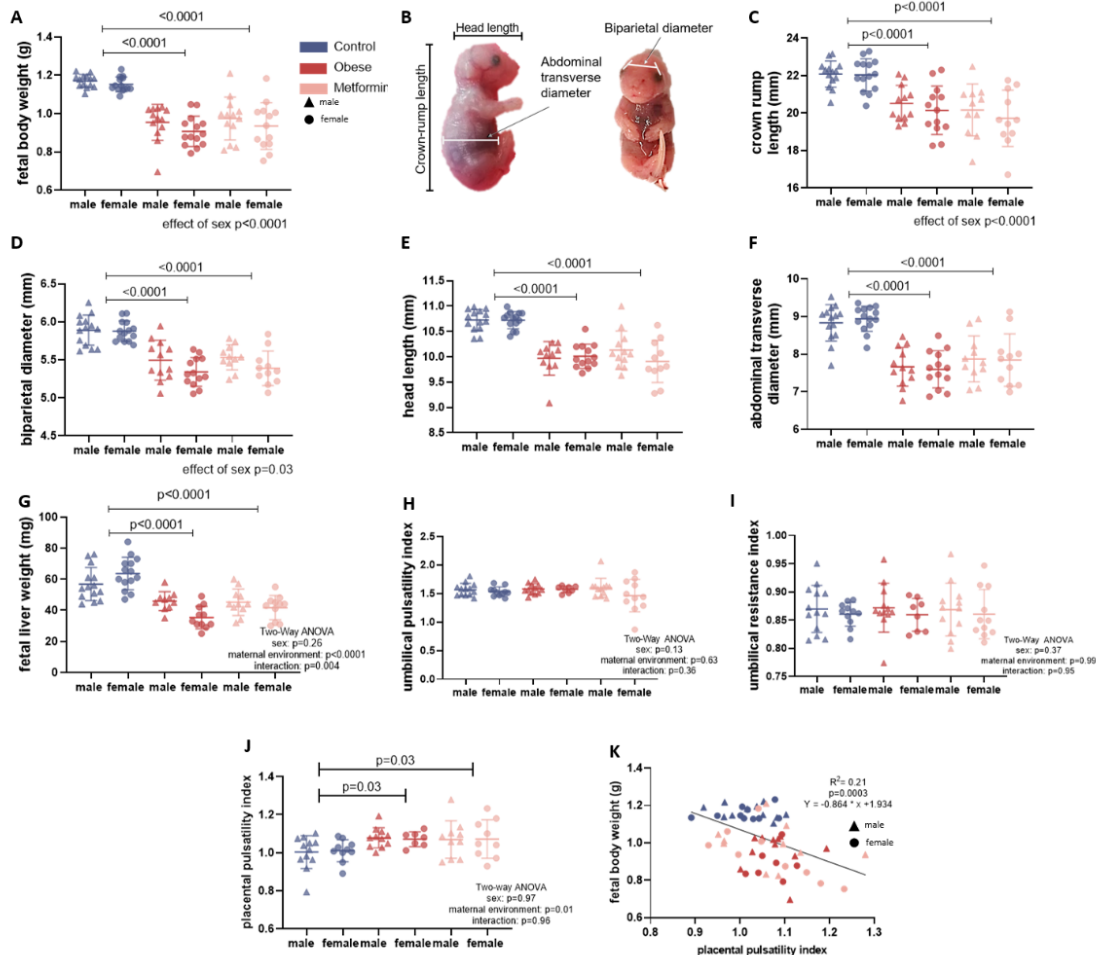 A
<0.0001
<0.0001
fetal body weight (g)
1.4
1.2
1.0
0.8
0.6
male female male female male female
effect of sex p<0.0001
Control
Obese
Metformin
male
female
B
Head length
Biparietal diameter
Abdominal
transverse
diameter
Crown-rump length
C
p<0.0001
p<0.0001
crown rump
length (mm)
24
22
20
18
16
male female male female male female
effect of sex p<0.0001
D
<0.0001
<0.0001
biparietal diameter (mm)
6.5
6.0
5.5
5.0
4.5
male female male female male female
effect of sex p=0.03
E
<0.0001
<0.0001
head length (mm)
11.5
11.0
10.5
10.0
9.5
9.0
8.5
male female male female male female
F
<0.0001
<0.0001
abdominal transverse
diameter (mm)
10
9
8
7
6
male female male female male female
G
p<0.0001
p<0.0001
fetal liver weight (mg)
100
80
60
40
20
0
male female male female male female
Two-Way ANOVA
sex: p=0.26
maternal environment: p<0.0001
interaction: p=0.004
H
umbilical pulsatility index
2.5
2.0
1.5
1.0
0.5
0.0
male female male female male female
Two-Way ANOVA
sex: p=0.13
maternal environment: p=0.63
interaction: p=0.36
I
umbilical resistance index
1.00
0.95
0.90
0.85
0.80
0.75
male female male female male female
Two-Way ANOVA
sex: p=0.37
maternal environment: p=0.99
interaction: p=0.95
J
p=0.03
p=0.03
placental pulsatility index
1.4
1.2
1.0
0.8
0.6
male female male female male female
Two-way ANOVA
sex: p=0.97
maternal environment: p=0.01
interaction: p=0.96
K
fetal body weight (g)
1.4
1.2
1.0
0.8
0.6
0.8 0.9 1.0 1.1 1.2 1.3
placental pulsatility index
R2= 0.21
p=0.0003
Y = -0.864 * x +1.934
male
female